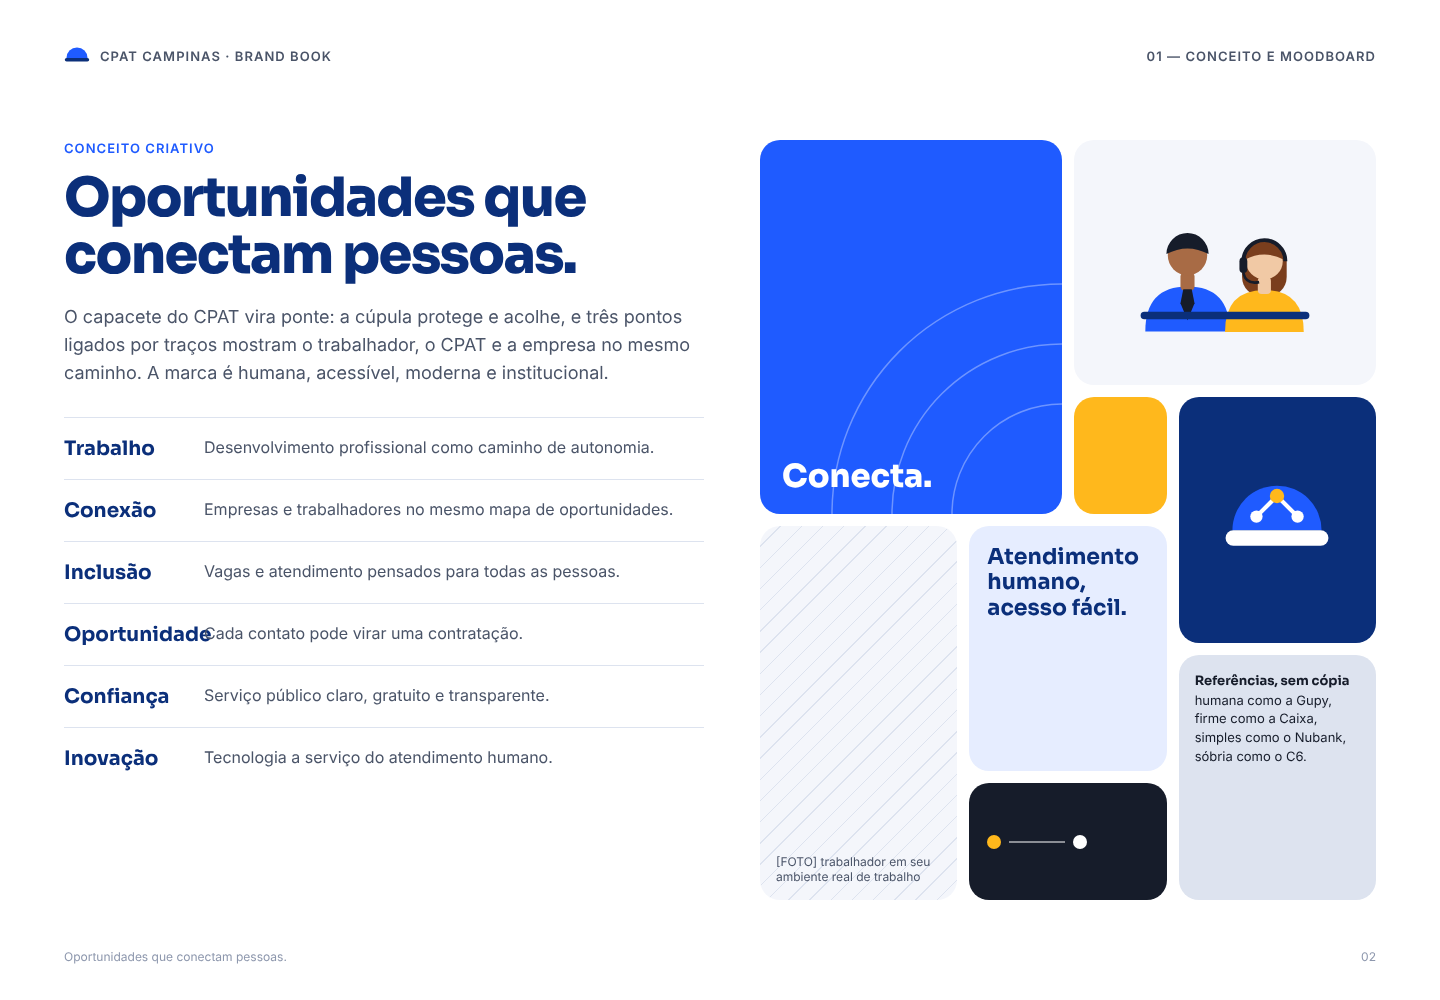 CPAT CAMPINAS · BRAND BOOK
01 — CONCEITO E MOODBOARD
CONCEITO CRIATIVO
Oportunidades que
conectam pessoas.
O capacete do CPAT vira ponte: a cúpula protege e acolhe, e três pontos
ligados por traços mostram o trabalhador, o CPAT e a empresa no mesmo
caminho. A marca é humana, acessível, moderna e institucional.
Trabalho Desenvolvimento profissional como caminho de autonomia.
Conexão Empresas e trabalhadores no mesmo mapa de oportunidades.
Inclusão Vagas e atendimento pensados para todas as pessoas.
Oportunidade Cada contato pode virar uma contratação.
Confiança Serviço público claro, gratuito e transparente.
Inovação Tecnologia a serviço do atendimento humano.
Conecta.
Atendimento
humano,
acesso fácil.
[FOTO] trabalhador em seu
ambiente real de trabalho
Referências, sem cópia
humana como a Gupy,
firme como a Caixa,
simples como o Nubank,
sóbria como o C6.
Oportunidades que conectam pessoas.
02